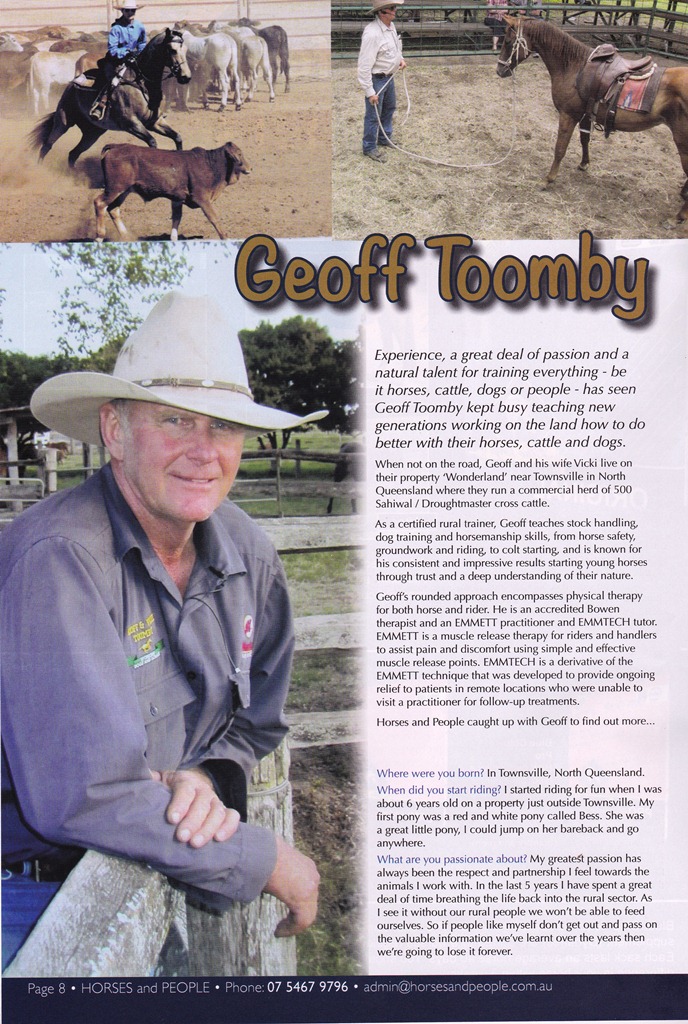 Geoff Toomby
Experience, a great deal of passion and a
natural talent for training everything - be
it horses, cattle, dogs or people - has seen
Geoff Toomby kept busy teaching new
generations working on the land how to do
better with their horses, cattle and dogs.
When not on the road, Geoff and his wife Vicki live on
their property 'Wonderland' near Townsville in North
Queensland where they run a commercial herd of 500
Sahiwal / Droughtmaster cross cattle.
As a certified rural trainer, Geoff teaches stock handling,
dog training and horsemanship skills, from horse safety,
groundwork and riding, to colt starting, and is known for
his consistent and impressive results starting young horses
through trust and a deep understanding of their nature.
Geoff's rounded approach encompasses physical therapy
for both horse and rider. He is an accredited Bowen
therapist and an EMMETT practitioner and EMMTECH tutor.
EMMETT is a muscle release therapy for riders and handlers
to assist pain and discomfort using simple and effective
muscle release points. EMMTECH is a derivative of the
EMMETT technique that was developed to provide ongoing
relief to patients in remote locations who were unable to
visit a practitioner for follow-up treatments.
Horses and People caught up with Geoff to find out more...
Where were you born? In Townsville, North Queensland.
When did you start riding? I started riding for fun when I was
about 6 years old on a property just outside Townsville. My
first pony was a red and white pony called Bess. She was
a great little pony, I could jump on her bareback and go
anywhere.
What are you passionate about? My greatest passion has
always been the respect and partnership I feel towards the
animals I work with. In the last 5 years I have spent a great
deal of time breathing the life back into the rural sector. As
I see it without our rural people we won't be able to feed
ourselves. So if people like myself don't get out and pass on
the valuable information we've learnt over the years then
we're going to lose it forever.
Page 8 • HORSES and PEOPLE • Phone: 07 5467 9796 • admin@horsesandpeople.com.au